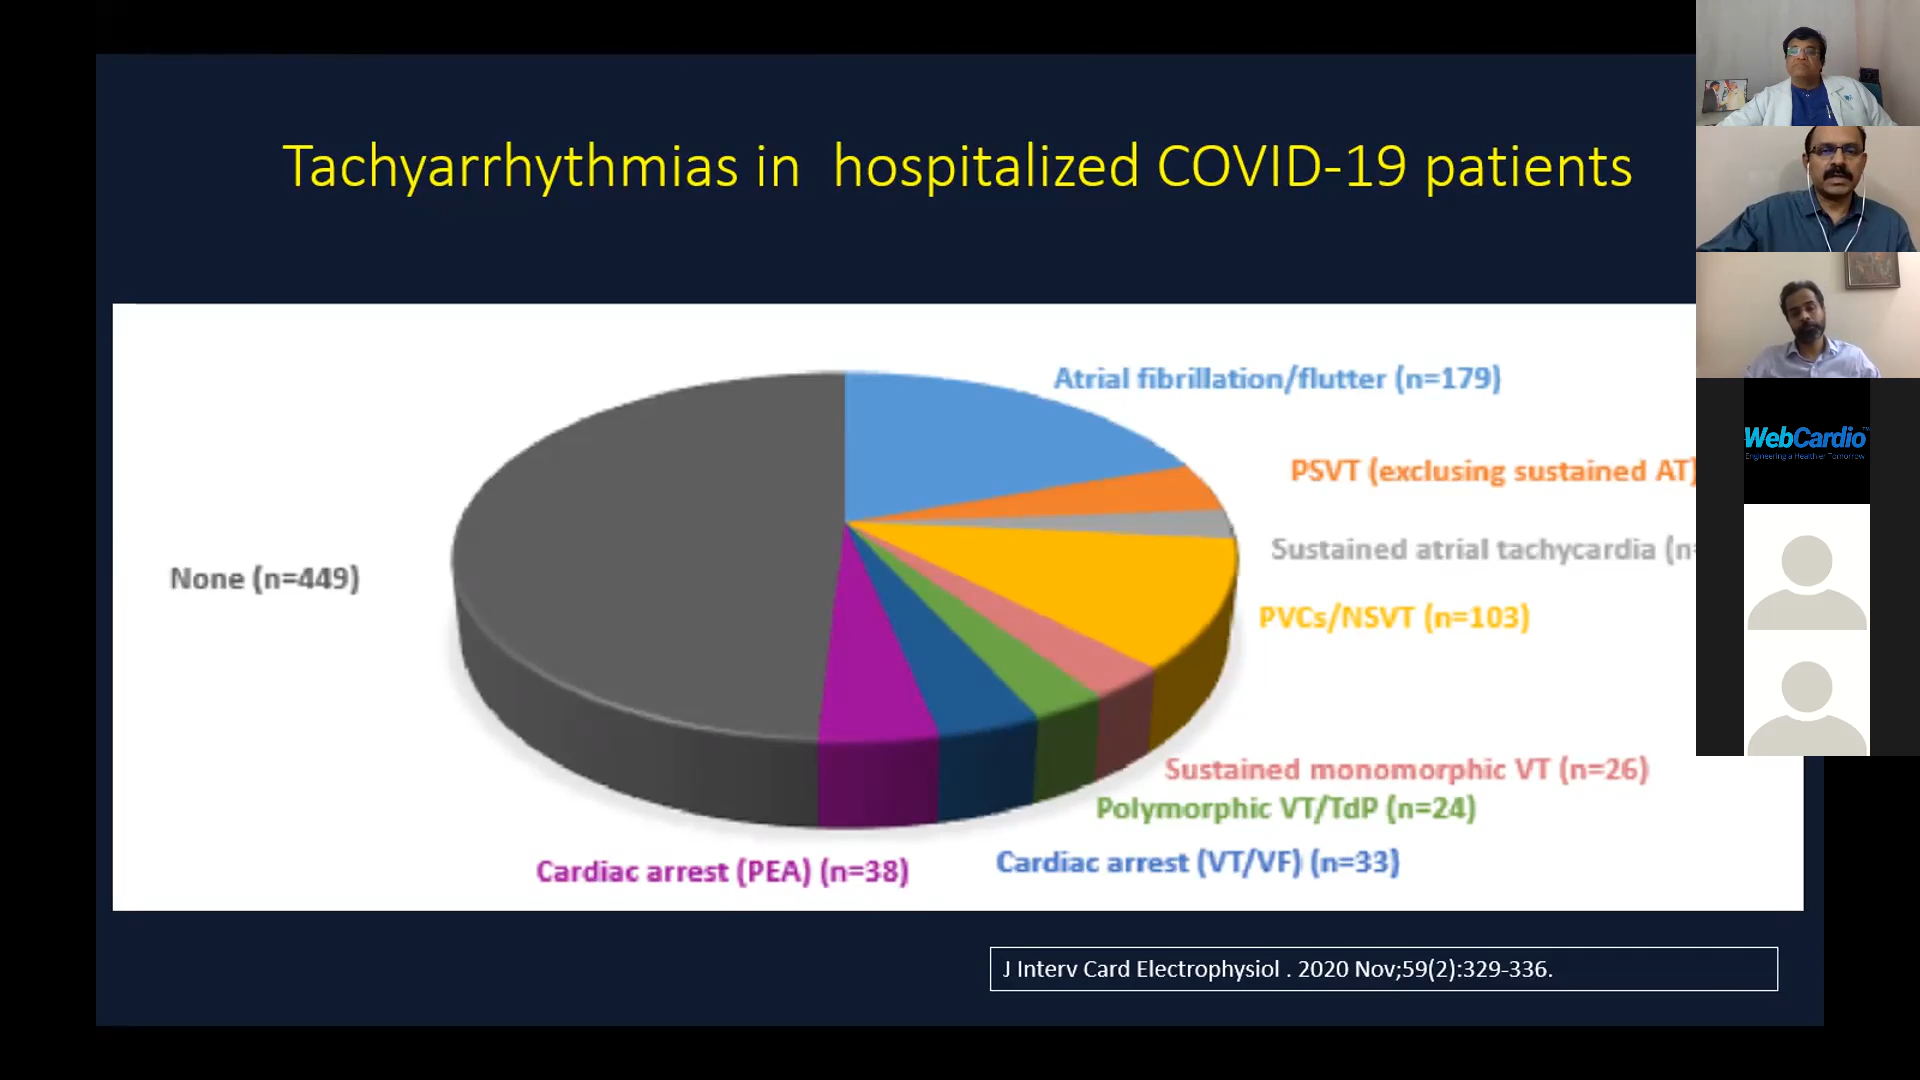 Tachyarrhythmias in hospitalized COVID-19 patients
Atrial fibrillation/flutter (n=179)
PSVT (exclusing sustained AT)
Sustained atrial tachycardia (n=
None (n=449)
PVCs/NSVT (n=103)
Sustained monomorphic VT (n=26)
Polymorphic VT/TdP (n=24)
Cardiac arrest (VT/VF) (n=33)
Cardiac arrest (PEA) (n=38)
J Interv Card Electrophysiol . 2020 Nov;59(2):329-336.
WebCardio™
Engineering a Healthier Tomorrow